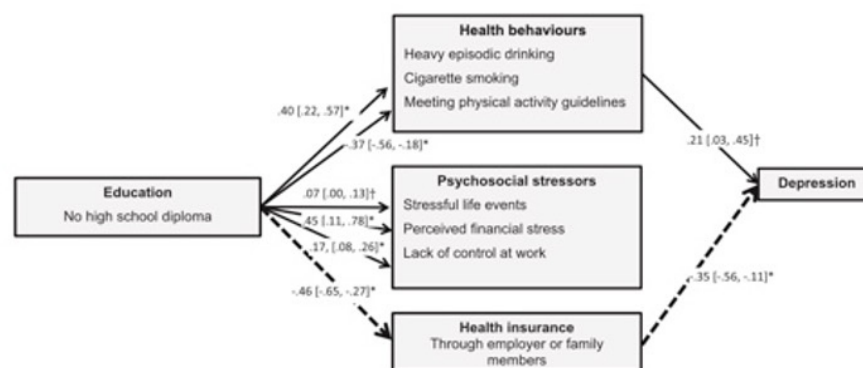 Health behaviours
Heavy episodic drinking
Cigarette smoking
Meeting physical activity guidelines
.40 [.22, .57]*
-.37 [-.56, -.18]*
.21 [.03, .45]†
Education
No high school diploma
.07 [.00, .13]†
.45 [.11, .78]*
.17, [.08, .26]*
Psychosocial stressors
Stressful life events
Perceived financial stress
Lack of control at work
Depression
-.46 [-.65, -.27]*
-.35 [-.56, -.11]*
Health insurance
Through employer or family
members